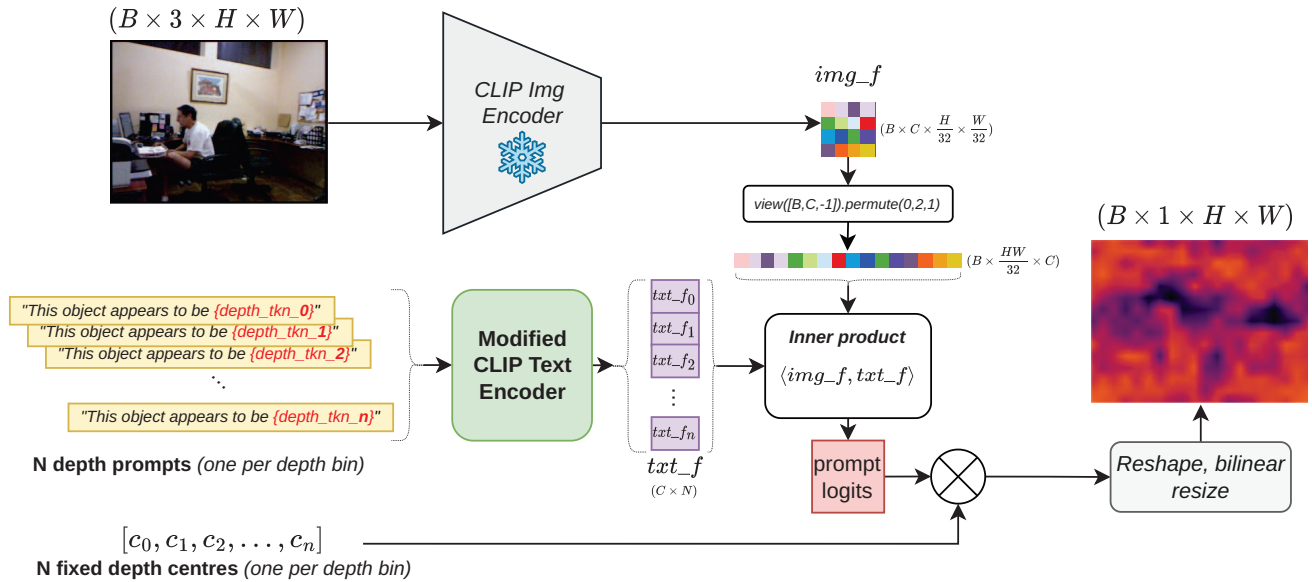 (B × 3 × H × W)
CLIP Img
Encoder
img_f
(B × C × H/32 × W/32)
view([B,C,-1]).permute(0,2,1)
(B × HW/32 × C)
(B × 1 × H × W)
"This object appears to be {depth_tkn_0}"
"This object appears to be {depth_tkn_1}"
"This object appears to be {depth_tkn_2}"
⋱
"This object appears to be {depth_tkn_n}"
N depth prompts (one per depth bin)
Modified
CLIP Text
Encoder
txt_f₀
txt_f₁
txt_f₂
⋮
txt_fₙ
txt_f
(C × N)
Inner product
⟨img_f, txt_f⟩
prompt
logits
Reshape, bilinear
resize
[c₀, c₁, c₂, . . . , cₙ]
N fixed depth centres (one per depth bin)